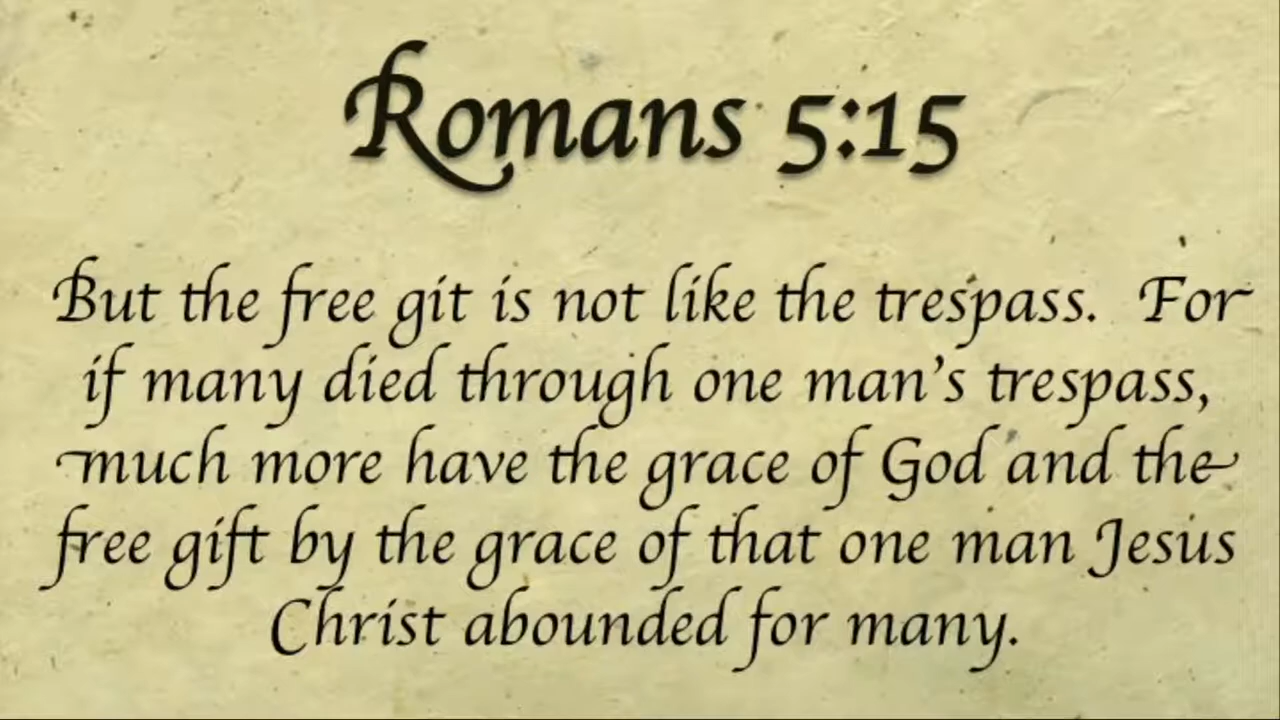 Romans 5:15
But the free git is not like the trespass. For
if many died through one man's trespass,
much more have the grace of God and the
free gift by the grace of that one man Jesus
Christ abounded for many.